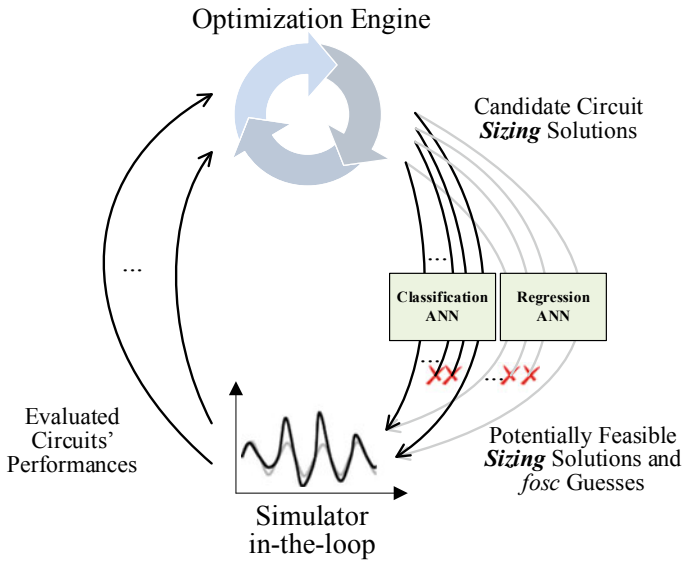 Optimization Engine
Candidate Circuit
Sizing Solutions
...
...
Classification
ANN
Regression
ANN
...
...
Evaluated
Circuits'
Performances
Potentially Feasible
Sizing Solutions and
fosc Guesses
Simulator
in-the-loop